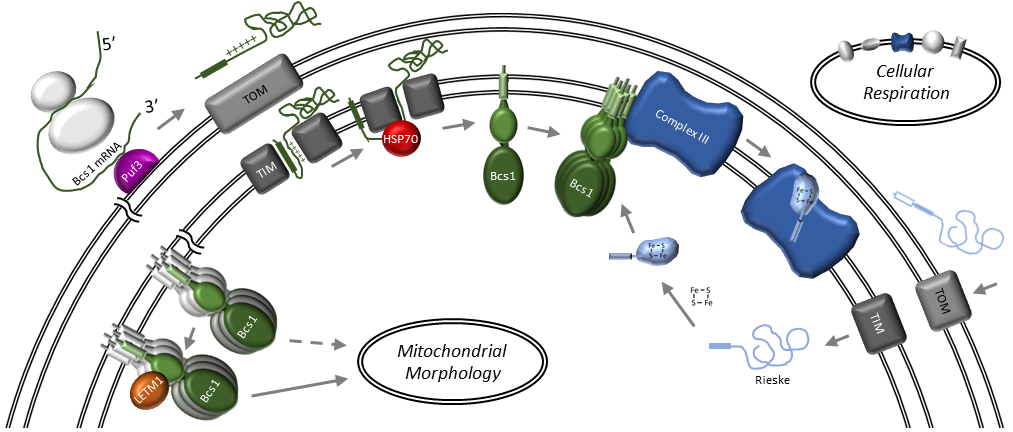 5′
3′
Bcs1 mRNA
Puf3
TOM
TIM
+++++
+++++
HSP70
Bcs1
Bcs1
Complex III
Fe S
S Fe
Cellular
Respiration
Fe S
S Fe
Fe S
S Fe
Rieske
TIM
TOM
Bcs1
Bcs1
LETM1
Mitochondrial
Morphology